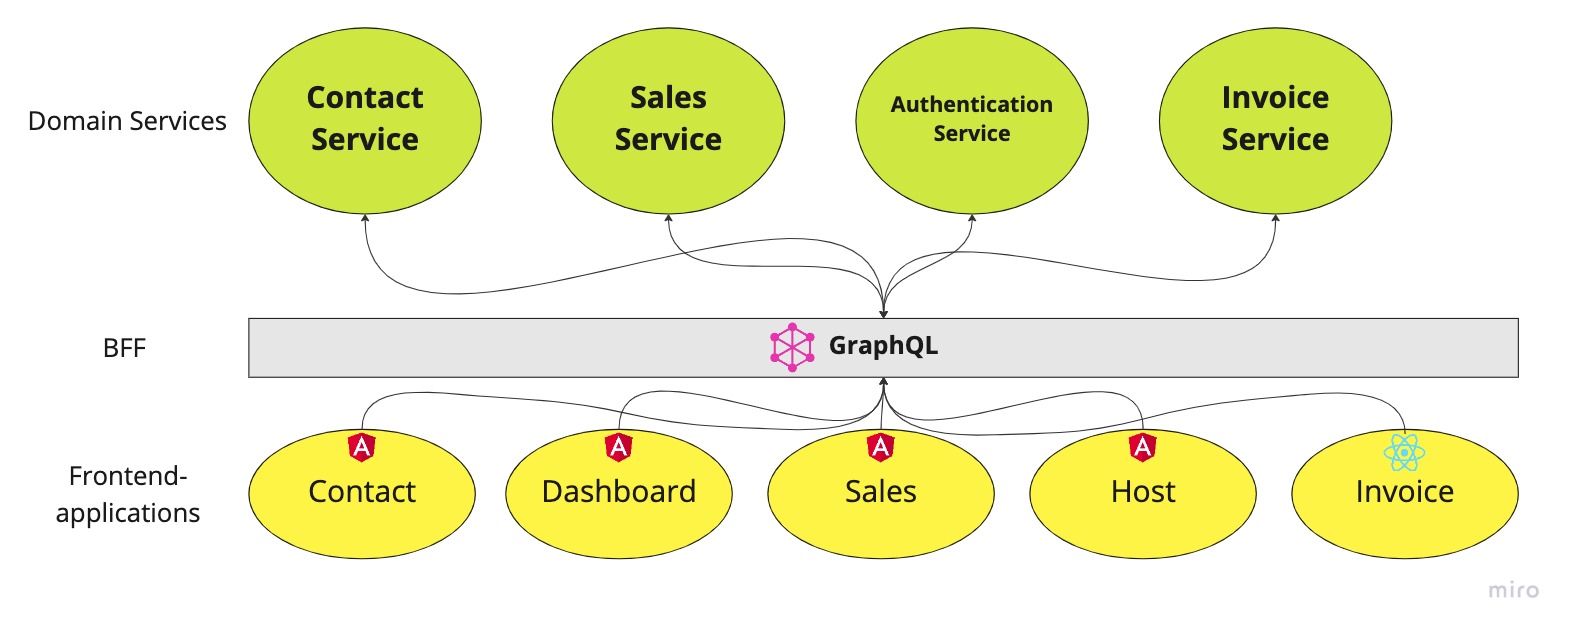 Domain Services
Contact
Service
Sales
Service
Authentication
Service
Invoice
Service
BFF
GraphQL
Frontend-
applications
Contact
Dashboard
Sales
Host
Invoice
miro